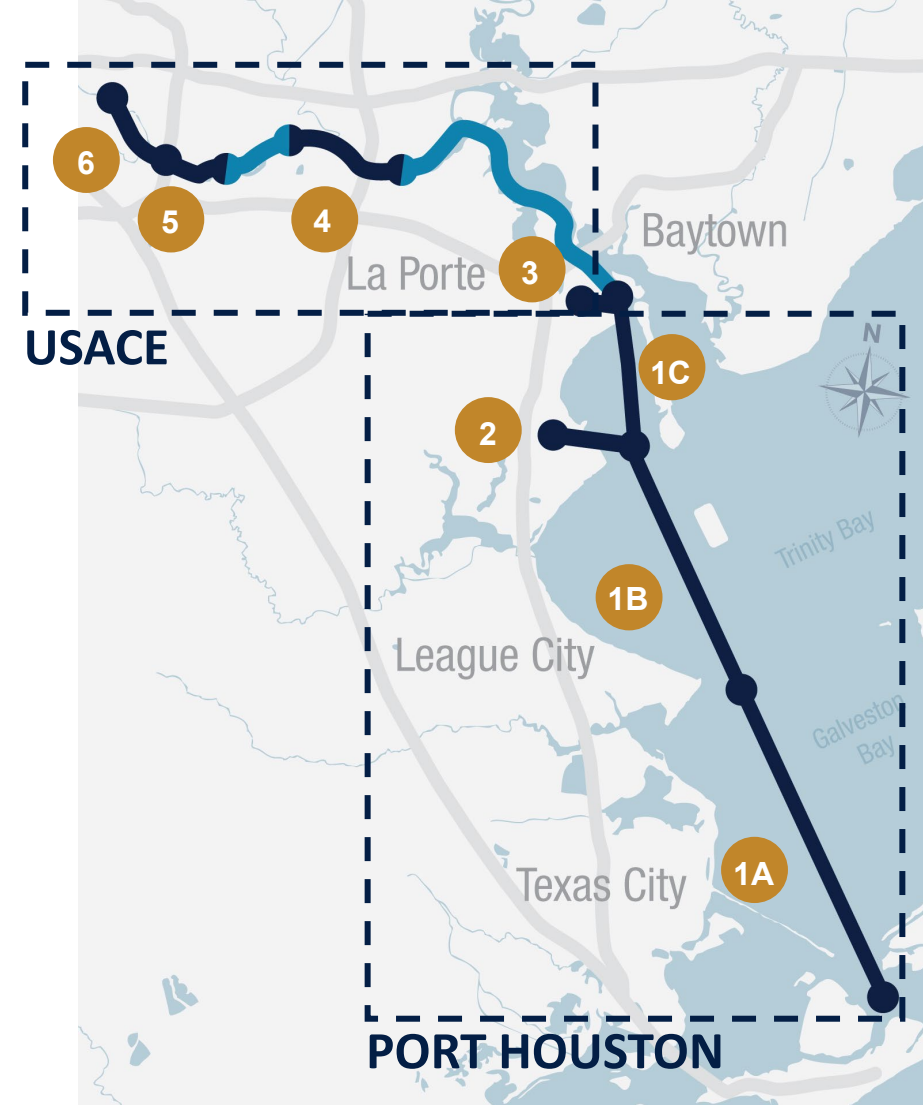 6
5
4
3
Baytown
La Porte
USACE
N
1C
2
Trinity Bay
1B
League City
Galveston
Bay
1A
Texas City
PORT HOUSTON